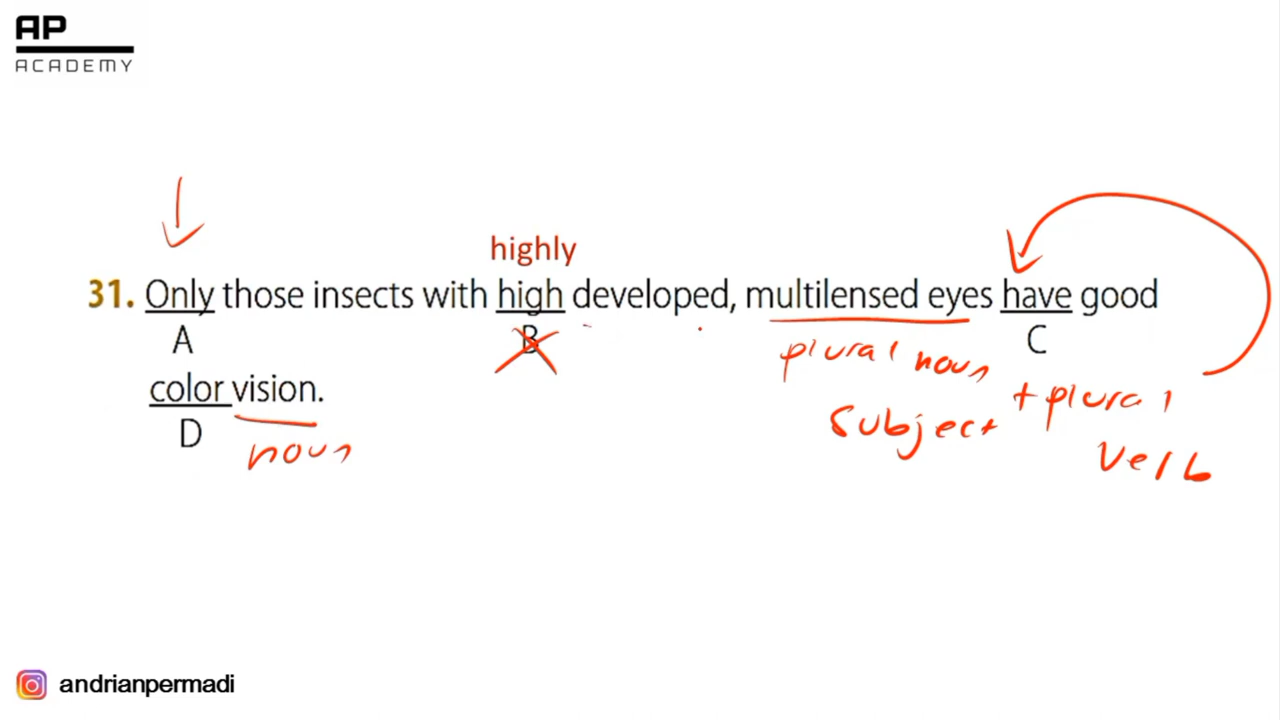 AP
ACADEMY
highly
31. Only those insects with high developed, multilensed eyes have good
A B C
plural noun
color vision.
+ plural
D
Subject
noun
verb
andrianpermadi